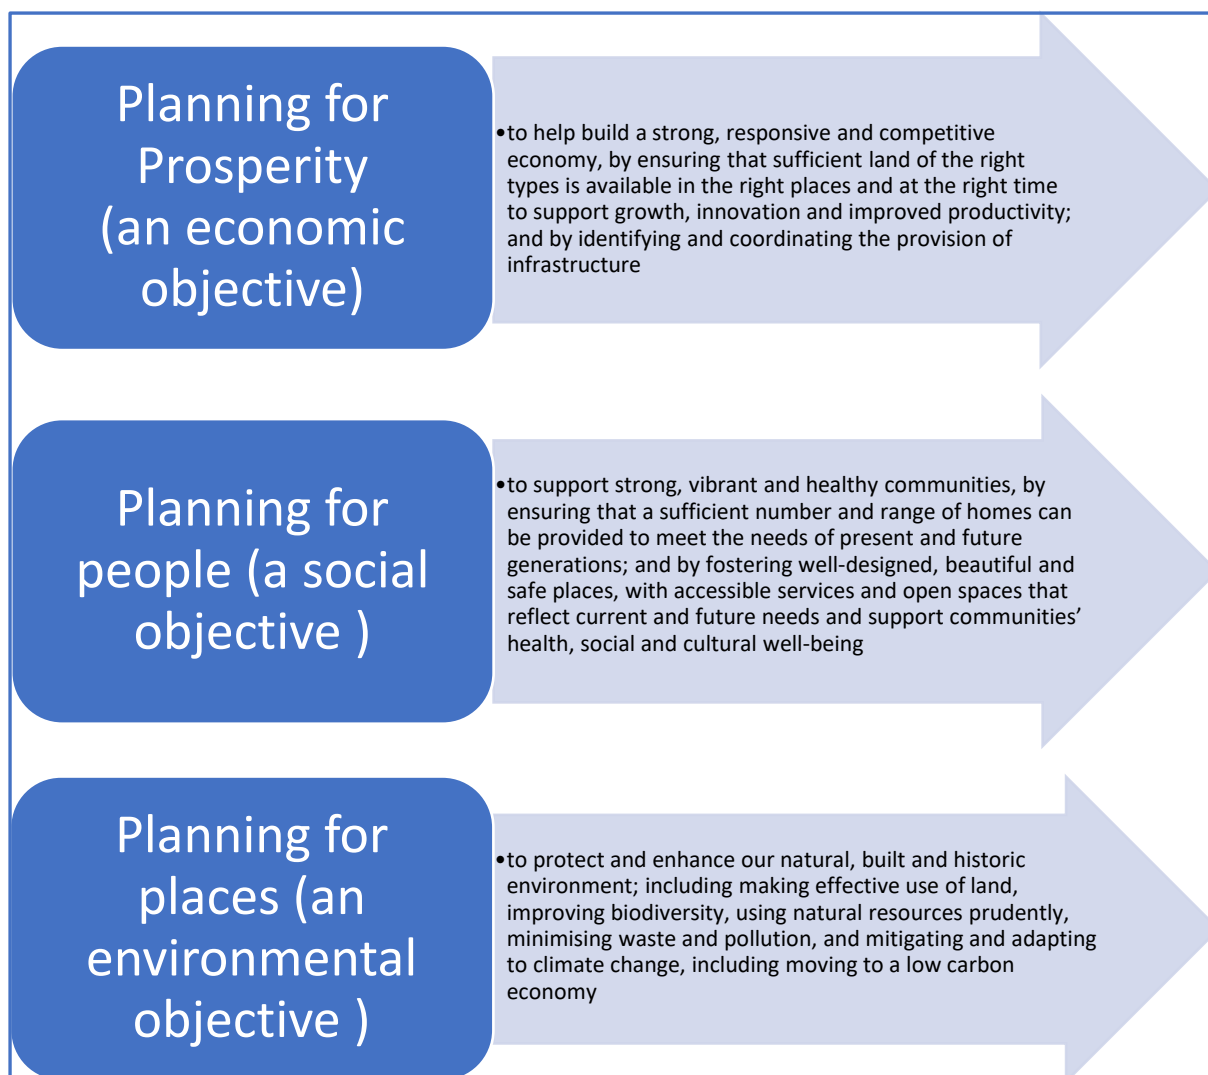 Planning for
Prosperity
(an economic
objective)
•to help build a strong, responsive and competitive
economy, by ensuring that sufficient land of the right
types is available in the right places and at the right time
to support growth, innovation and improved productivity;
and by identifying and coordinating the provision of
infrastructure
Planning for
people (a social
objective )
•to support strong, vibrant and healthy communities, by
ensuring that a sufficient number and range of homes can
be provided to meet the needs of present and future
generations; and by fostering well-designed, beautiful and
safe places, with accessible services and open spaces that
reflect current and future needs and support communities’
health, social and cultural well-being
Planning for
places (an
environmental
objective )
•to protect and enhance our natural, built and historic
environment; including making effective use of land,
improving biodiversity, using natural resources prudently,
minimising waste and pollution, and mitigating and adapting
to climate change, including moving to a low carbon
economy